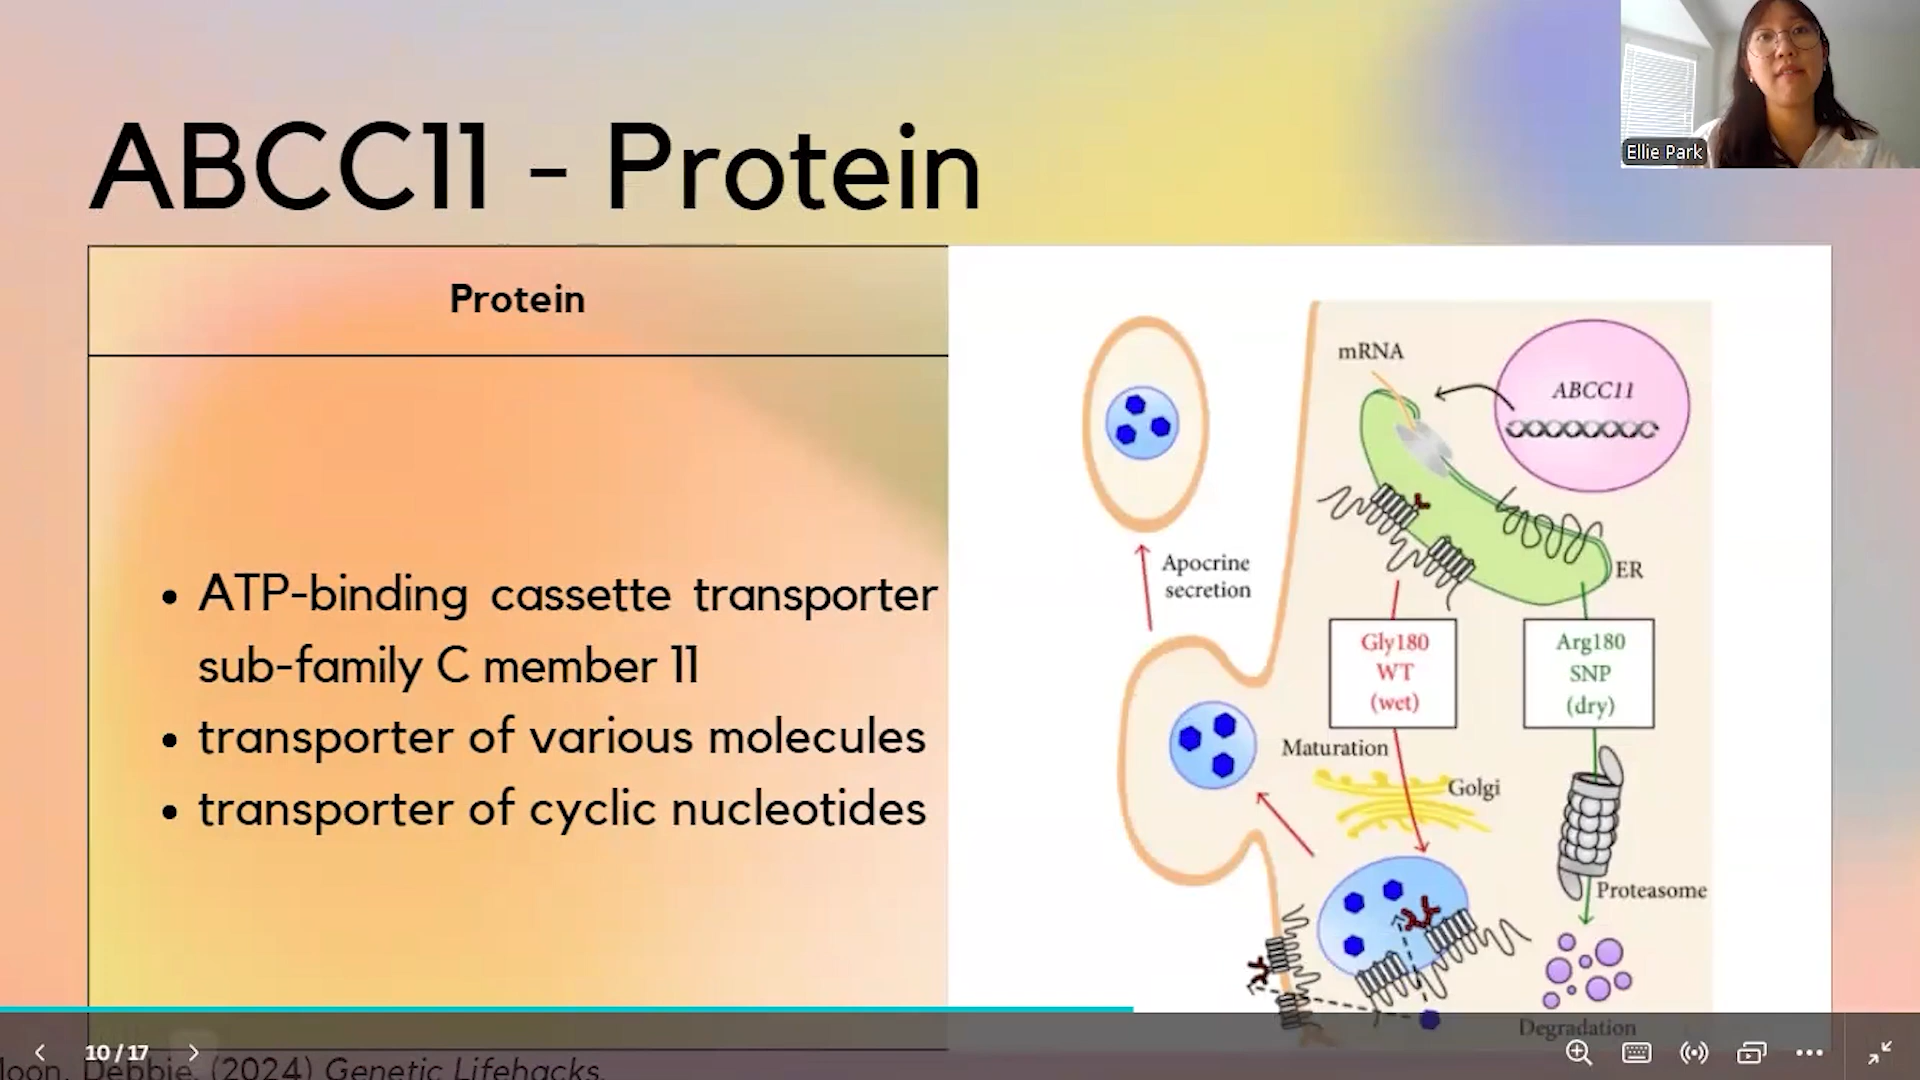 Ellie Park
ABCC11 - Protein
Protein
• ATP-binding cassette transporter
sub-family C member 11
• transporter of various molecules
• transporter of cyclic nucleotides
mRNA
ABCC11
ER
Apocrine
secretion
Gly180
WT
(wet)
Arg180
SNP
(dry)
Maturation
Golgi
Proteasome
Degradation
10 / 17
Debbie. (2024) Genetic Lifehacks.